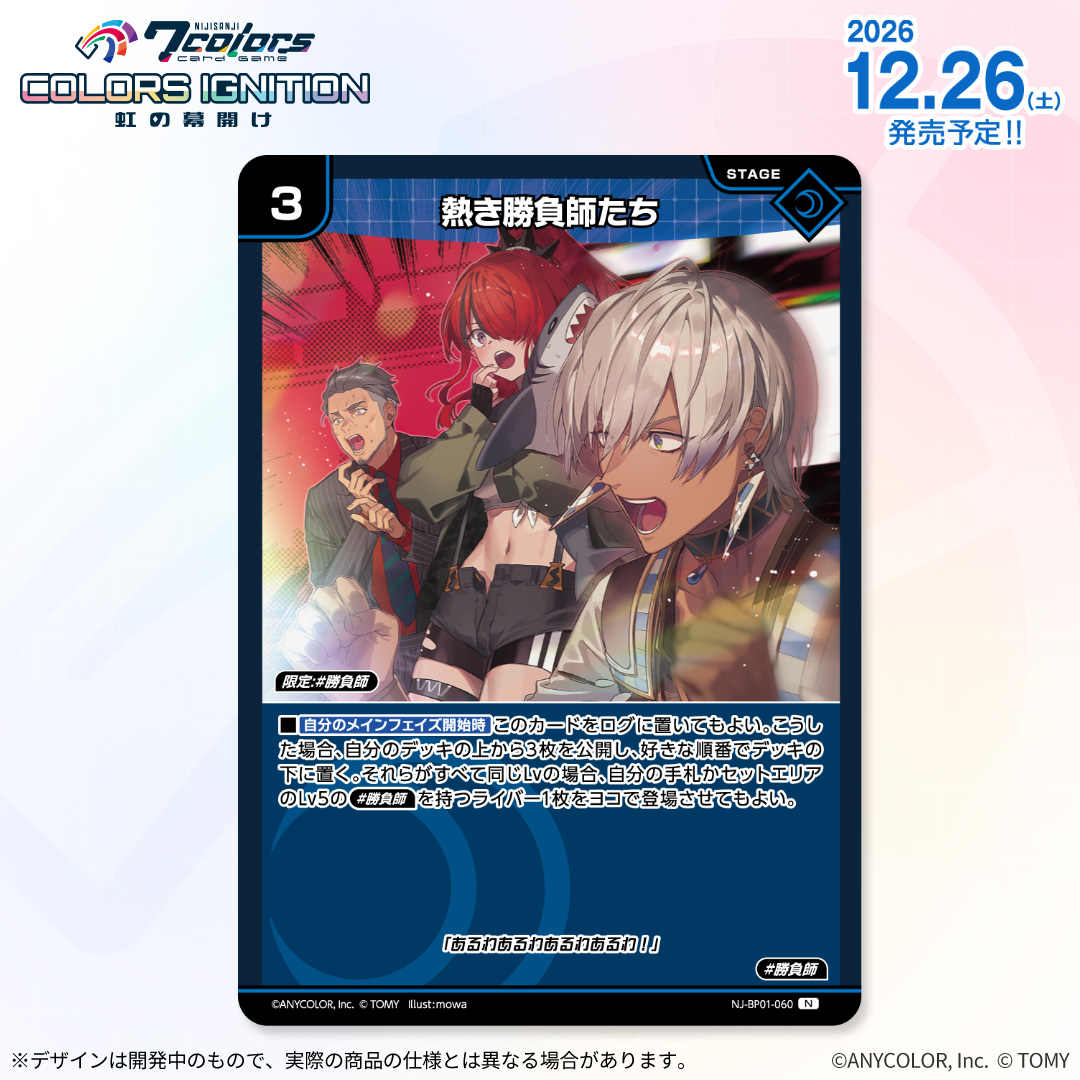 NIJISANJI
7colors
card game
COLORS IGNITION
虹の幕開け
2026
12.26(土)
発売予定!!
3
STAGE
熱き勝負師たち
限定:#勝負師
■自分のメインフェイズ開始時このカードをログに置いてもよい。こうし
た場合、自分のデッキの上から3枚を公開し、好きな順番でデッキの
下に置く。それらがすべて同じLvの場合、自分の手札かセットエリア
のLv5の#勝負師を持つライバー1枚をヨコで登場させてもよい。
「あるわあるわあるわあるわ!」
#勝負師
©ANYCOLOR, Inc. © TOMY Illust:mowa
NJ-BP01-060 N
※デザインは開発中のもので、実際の商品の仕様とは異なる場合があります。
©ANYCOLOR, Inc. © TOMY